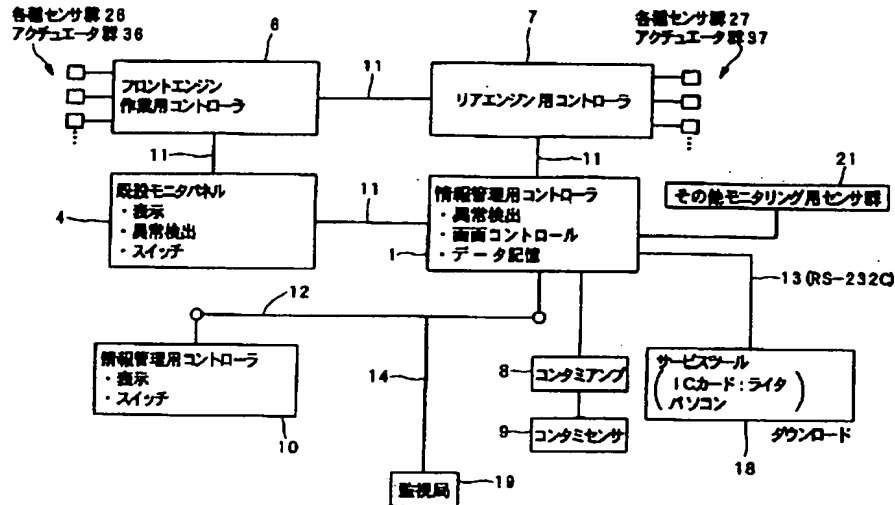 各種センサ群26
アクチュエータ群36
6
フロントエンジン
作業用コントローラ
11
7
リアエンジン用コントローラ
各種センサ群27
アクチュエータ群37
11
11
4
既設モニタパネル
・表示
・異常検出
・スイッチ
11
情報管理用コントローラ
・異常検出
・画面コントロール
・データ記憶
1
21
その他モニタリング用センサ群
13(RS-232C)
12
情報管理用コントローラ
・表示
・スイッチ
10
14
8
コンタミアンプ
9
コンタミセンサ
サービスツール
(ICカード:ライタ
パソコン)
ダウンロード
18
監視局
19